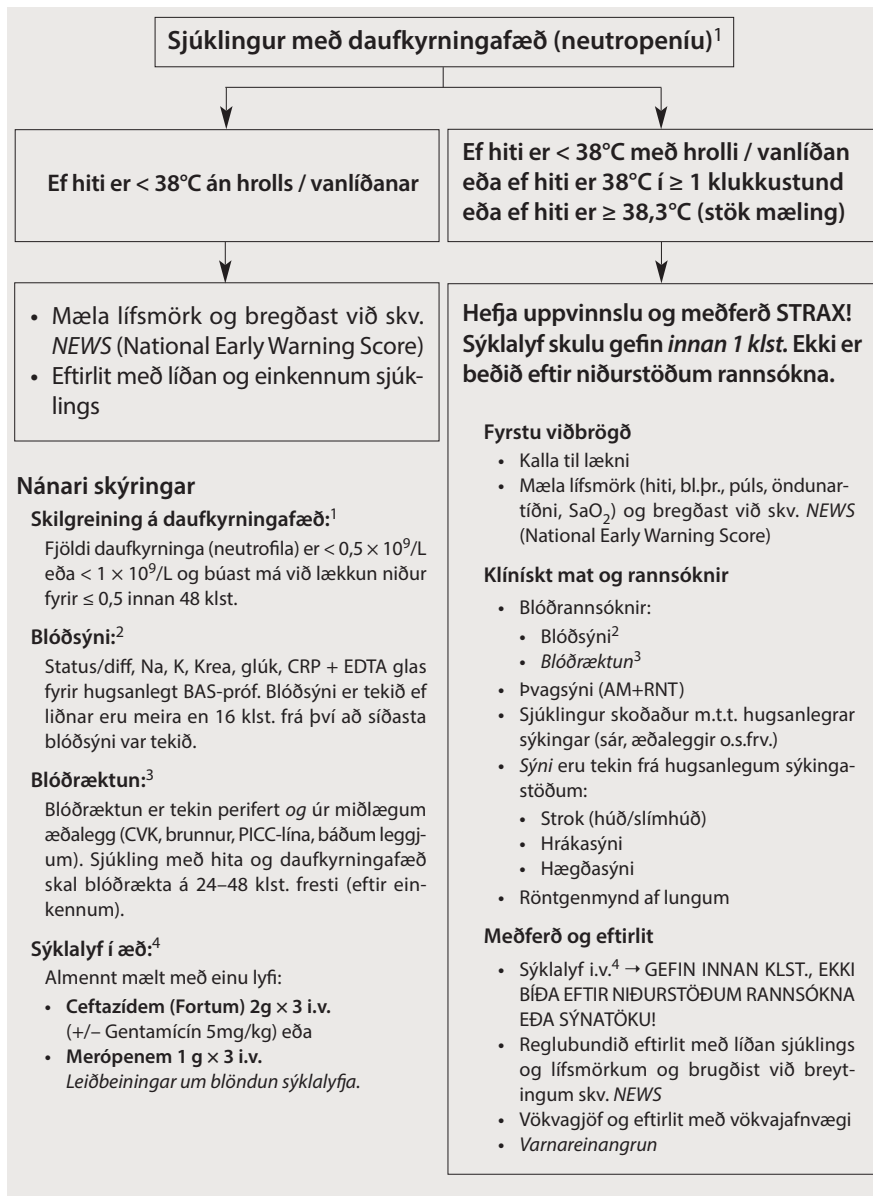 Sjúklingur með daufkyrningafæð (neutropeníu)1
Ef hiti er < 38°C án hrolls / vanlíðanar
Ef hiti er < 38°C með hrolli / vanlíðan
eða ef hiti er 38°C í ≥ 1 klukkustund
eða ef hiti er ≥ 38,3°C (stök mæling)
• Mæla lífsmörk og bregðast við skv.
NEWS (National Early Warning Score)
• Eftirlit með líðan og einkennum sjúk-
lings
Nánari skýringar
Skilgreining á daufkyrningafæð:1
Fjöldi daufkyrninga (neutrofila) er < 0,5 × 10⁹/L
eða < 1 × 10⁹/L og búast má við lækkun niður
fyrir ≤ 0,5 innan 48 klst.
Blóðsýni:2
Status/diff, Na, K, Krea, glúk, CRP + EDTA glas
fyrir hugsanlegt BAS-próf. Blóðsýni er tekið ef
liðnar eru meira en 16 klst. frá því að síðasta
blóðsýni var tekið.
Blóðræktun:3
Blóðræktun er tekin perifert og úr miðlægum
æðalegg (CVK, brunnur, PICC-lína, báðum leggj-
um). Sjúkling með hita og daufkyrningafæð
skal blóðrækta á 24–48 klst. fresti (eftir ein-
kennum).
Sýklalyf í æð:4
Almennt mælt með einu lyfi:
• Ceftazídem (Fortum) 2g × 3 i.v.
(+/– Gentamícín 5mg/kg) eða
• Merópenem 1 g × 3 i.v.
Leiðbeiningar um blöndun sýklalyfja.
Hefja uppvinnslu og meðferð STRAX!
Sýklalyf skulu gefin innan 1 klst. Ekki er
beðið eftir niðurstöðum rannsókna.
Fyrstu viðbrögð
• Kalla til lækni
• Mæla lífsmörk (hiti, bl.þr., púls, öndunar-
tíðni, SaO₂) og bregðast við skv. NEWS
(National Early Warning Score)
Klínískt mat og rannsóknir
• Blóðrannsóknir:
• Blóðsýni2
• Blóðræktun3
• Þvagsýni (AM+RNT)
• Sjúklingur skoðaður m.t.t. hugsanlegrar
sýkingar (sár, æðaleggir o.s.frv.)
• Sýni eru tekin frá hugsanlegum sýkinga-
stöðum:
• Strok (húð/slímhúð)
• Hrákasýni
• Hægðasýni
• Röntgenmynd af lungum
Meðferð og eftirlit
• Sýklalyf i.v.4 → GEFIN INNAN KLST., EKKI
BÍÐA EFTIR NIÐURSTÖÐUM RANNSÓKNA
EÐA SÝNATÖKU!
• Reglubundið eftirlit með líðan sjúklings
og lífsmörkum og brugðist við breyt-
ingum skv. NEWS
• Vökvagjöf og eftirlit með vökvajafnvægi
• Varnareinangrun